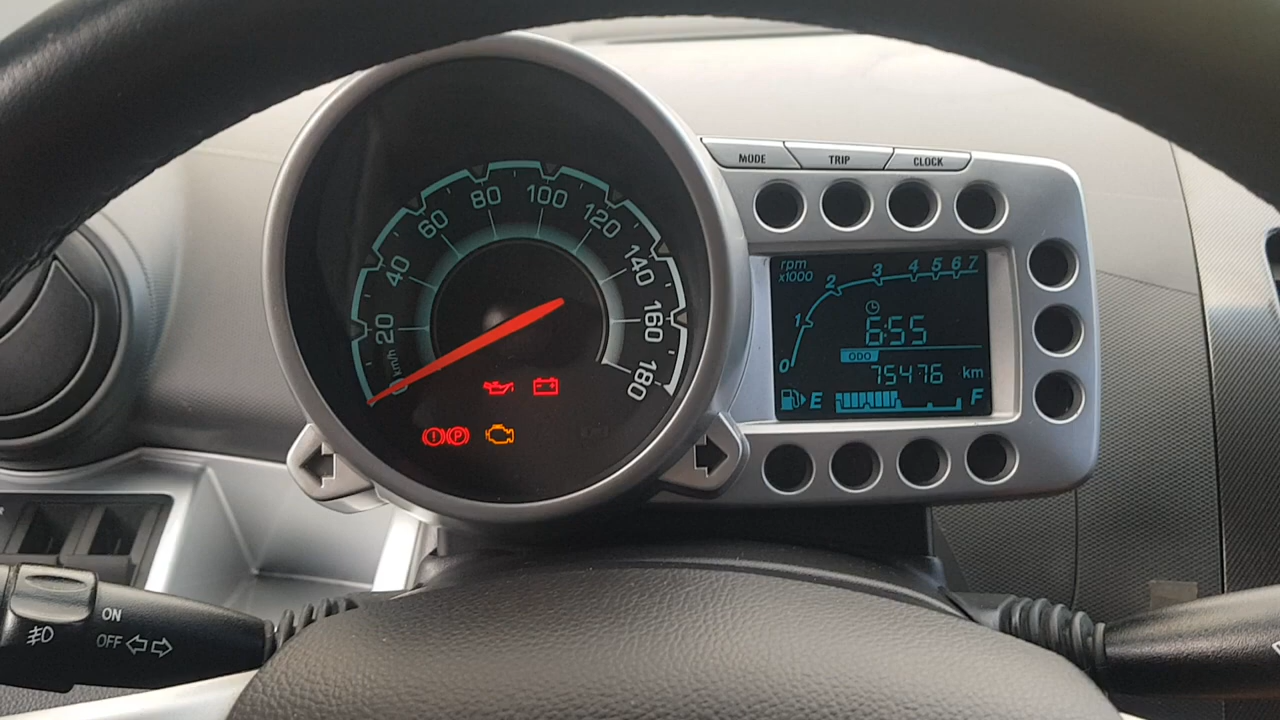 MODE TRIP CLOCK
20 40 60 80 100 120 140 160 180
km/h
rpm
x1000
0 1 2 3 4 5 6 7
6:55
ODO
75476 km
E F
P
ON
OFF